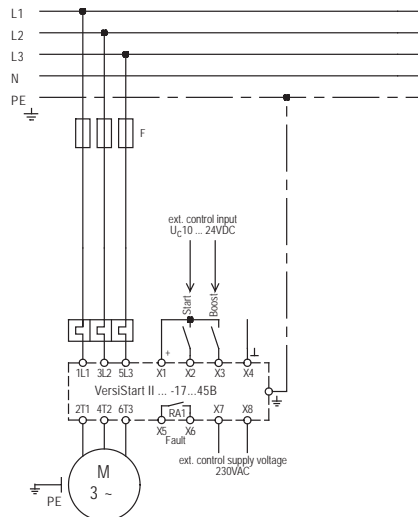 L1
L2
L3
N
PE
F
ext. control input
UC10 ... 24VDC
Start
Boost
+
1L1 3L2 5L3 X1 X2 X3 X4
VersiStart II ... -17...45B
2T1 4T2 6T3 RA1 X7 X8
X5 X6
Fault
ext. control supply voltage
230VAC
M
3 ~
PE